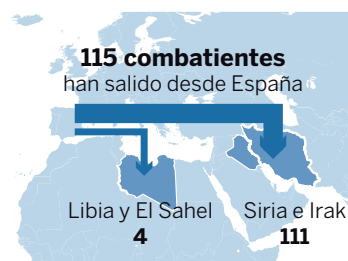 115 combatientes
han salido desde España
Libia y El Sahel
4
Siria e Irak
111